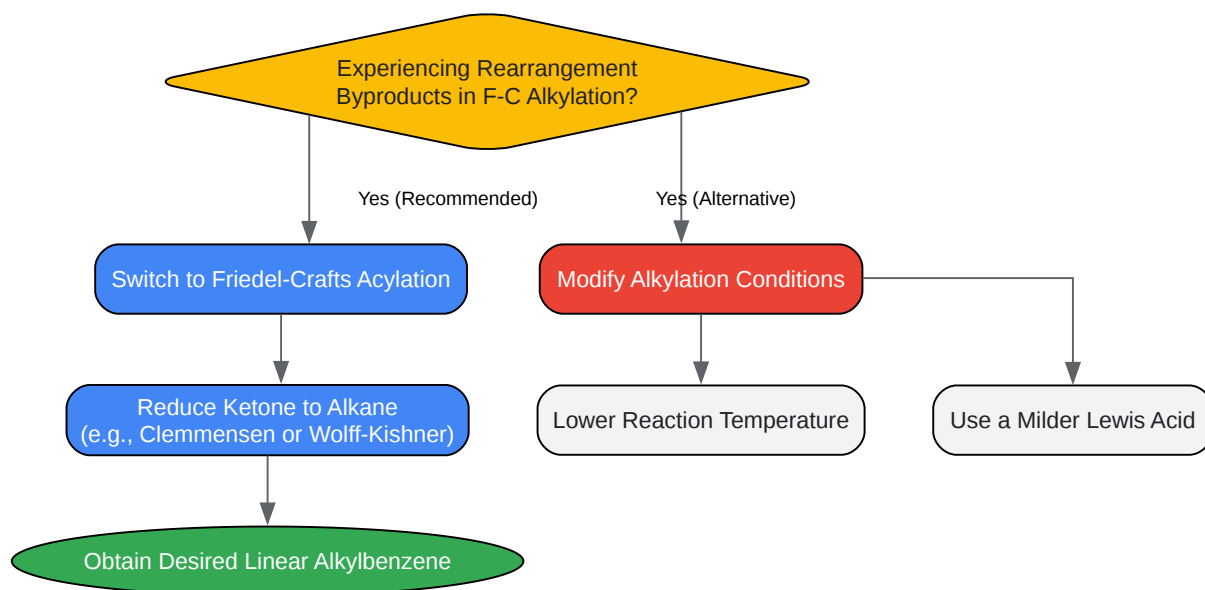 Experiencing Rearrangement
Byproducts in F-C Alkylation?
Yes (Recommended)
Yes (Alternative)
Switch to Friedel-Crafts Acylation
Modify Alkylation Conditions
Reduce Ketone to Alkane
(e.g., Clemmensen or Wolff-Kishner)
Lower Reaction Temperature
Use a Milder Lewis Acid
Obtain Desired Linear Alkylbenzene